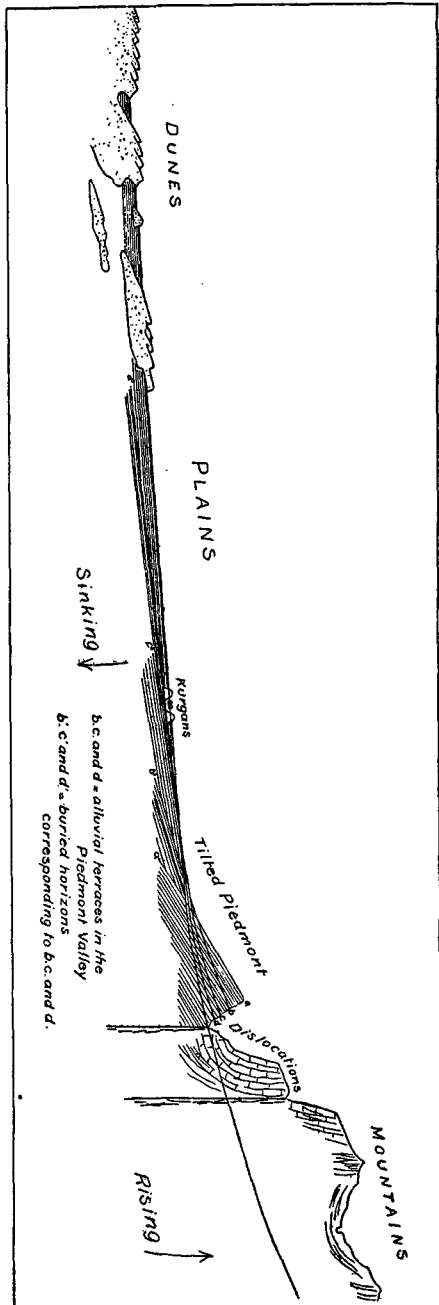 DUNES
PLAINS
Sinking
Kurgans
b.c. and d = alluvial terraces in the
Piedmont Valley
b'. c' and d' = buried horizons
corresponding to b.c. and d.
Tilted Piedmont
a
b
c
d
Dislocations
MOUNTAINS
Rising